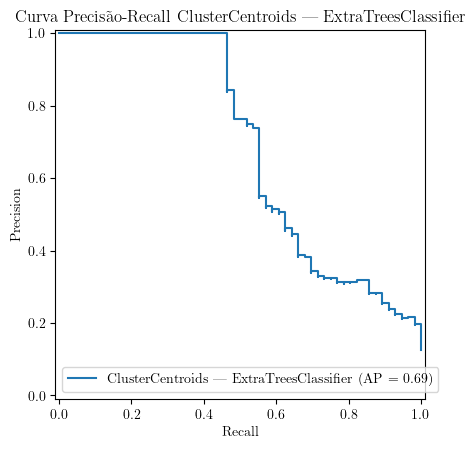 Curva Precisão-Recall ClusterCentroids — ExtraTreesClassifier
1.0
0.8
0.6
0.4
0.2
0.0
Precision
ClusterCentroids — ExtraTreesClassifier (AP = 0.69)
0.0 0.2 0.4 0.6 0.8 1.0
Recall